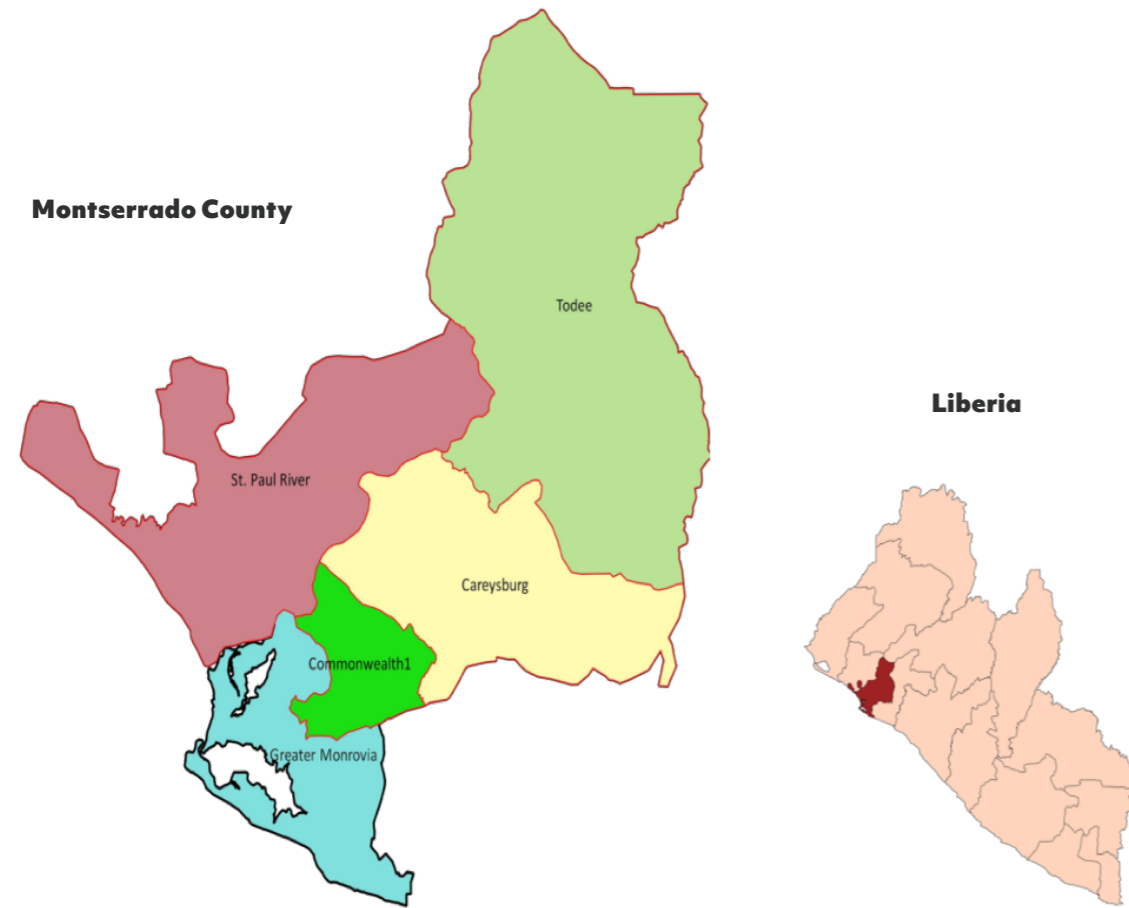 Montserrado County
Todee
Liberia
St. Paul River
Careysburg
Commonwealth1
Greater Monrovia